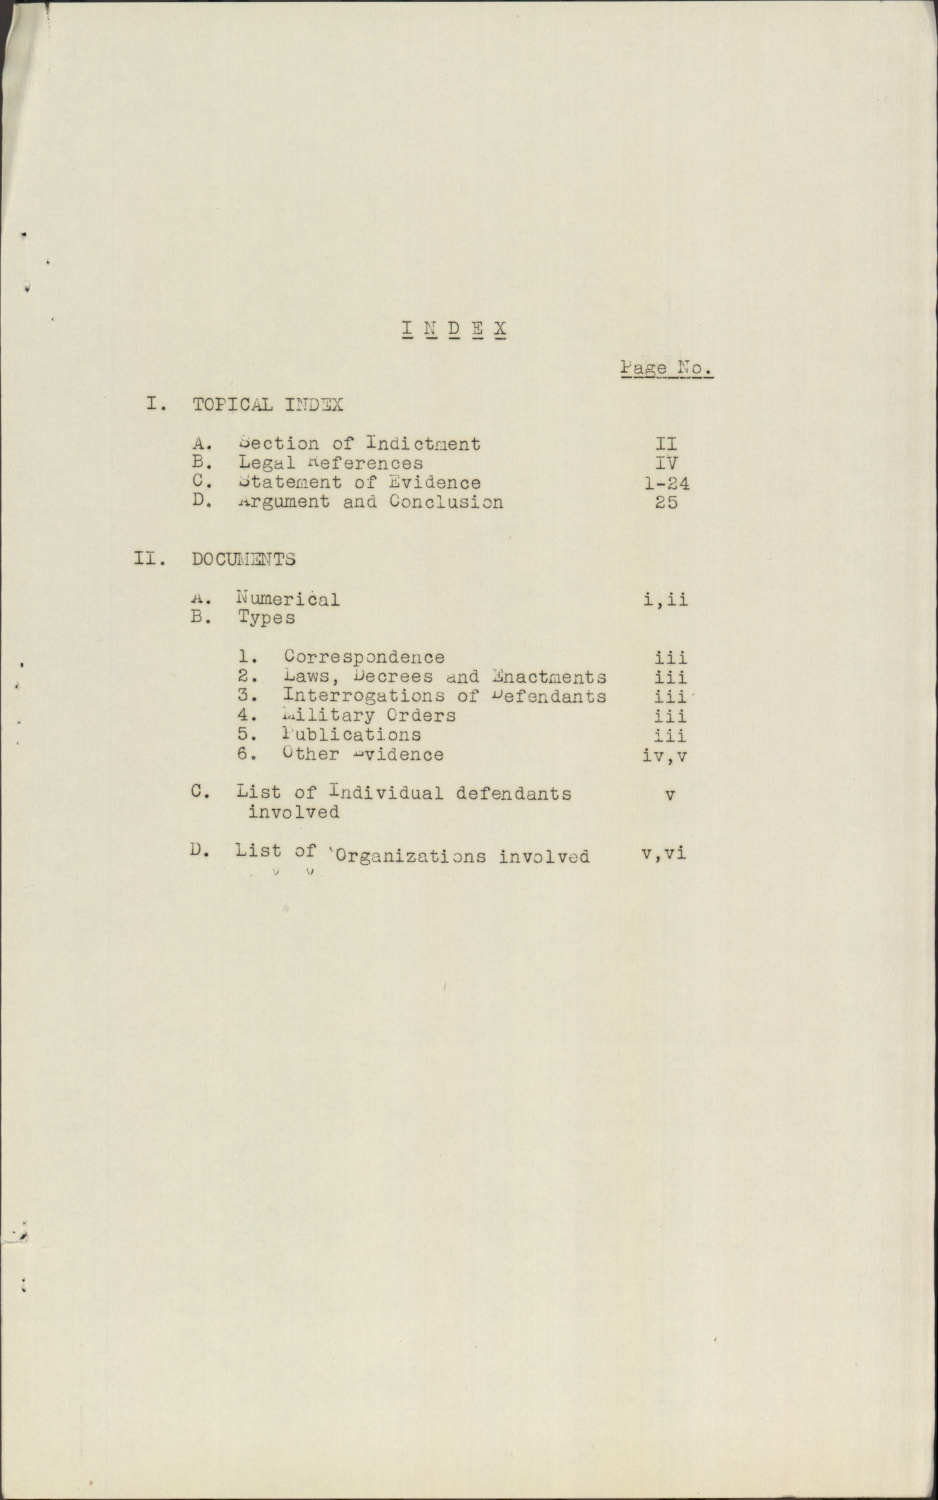 I N D E X
Page No.
I. TOPICAL INDEX
A. Section of Indictment II
B. Legal References IV
C. Statement of Evidence 1-24
D. Argument and Conclusion 25
II. DOCUMENTS
A. Numerical i,ii
B. Types
1. Correspondence iii
2. Laws, Decrees and Enactments iii
3. Interrogations of Defendants iii
4. Military Orders iii
5. Publications iii
6. Other Evidence iv,v
C. List of Individual defendants v
involved
D. List of Organizations involved v,vi